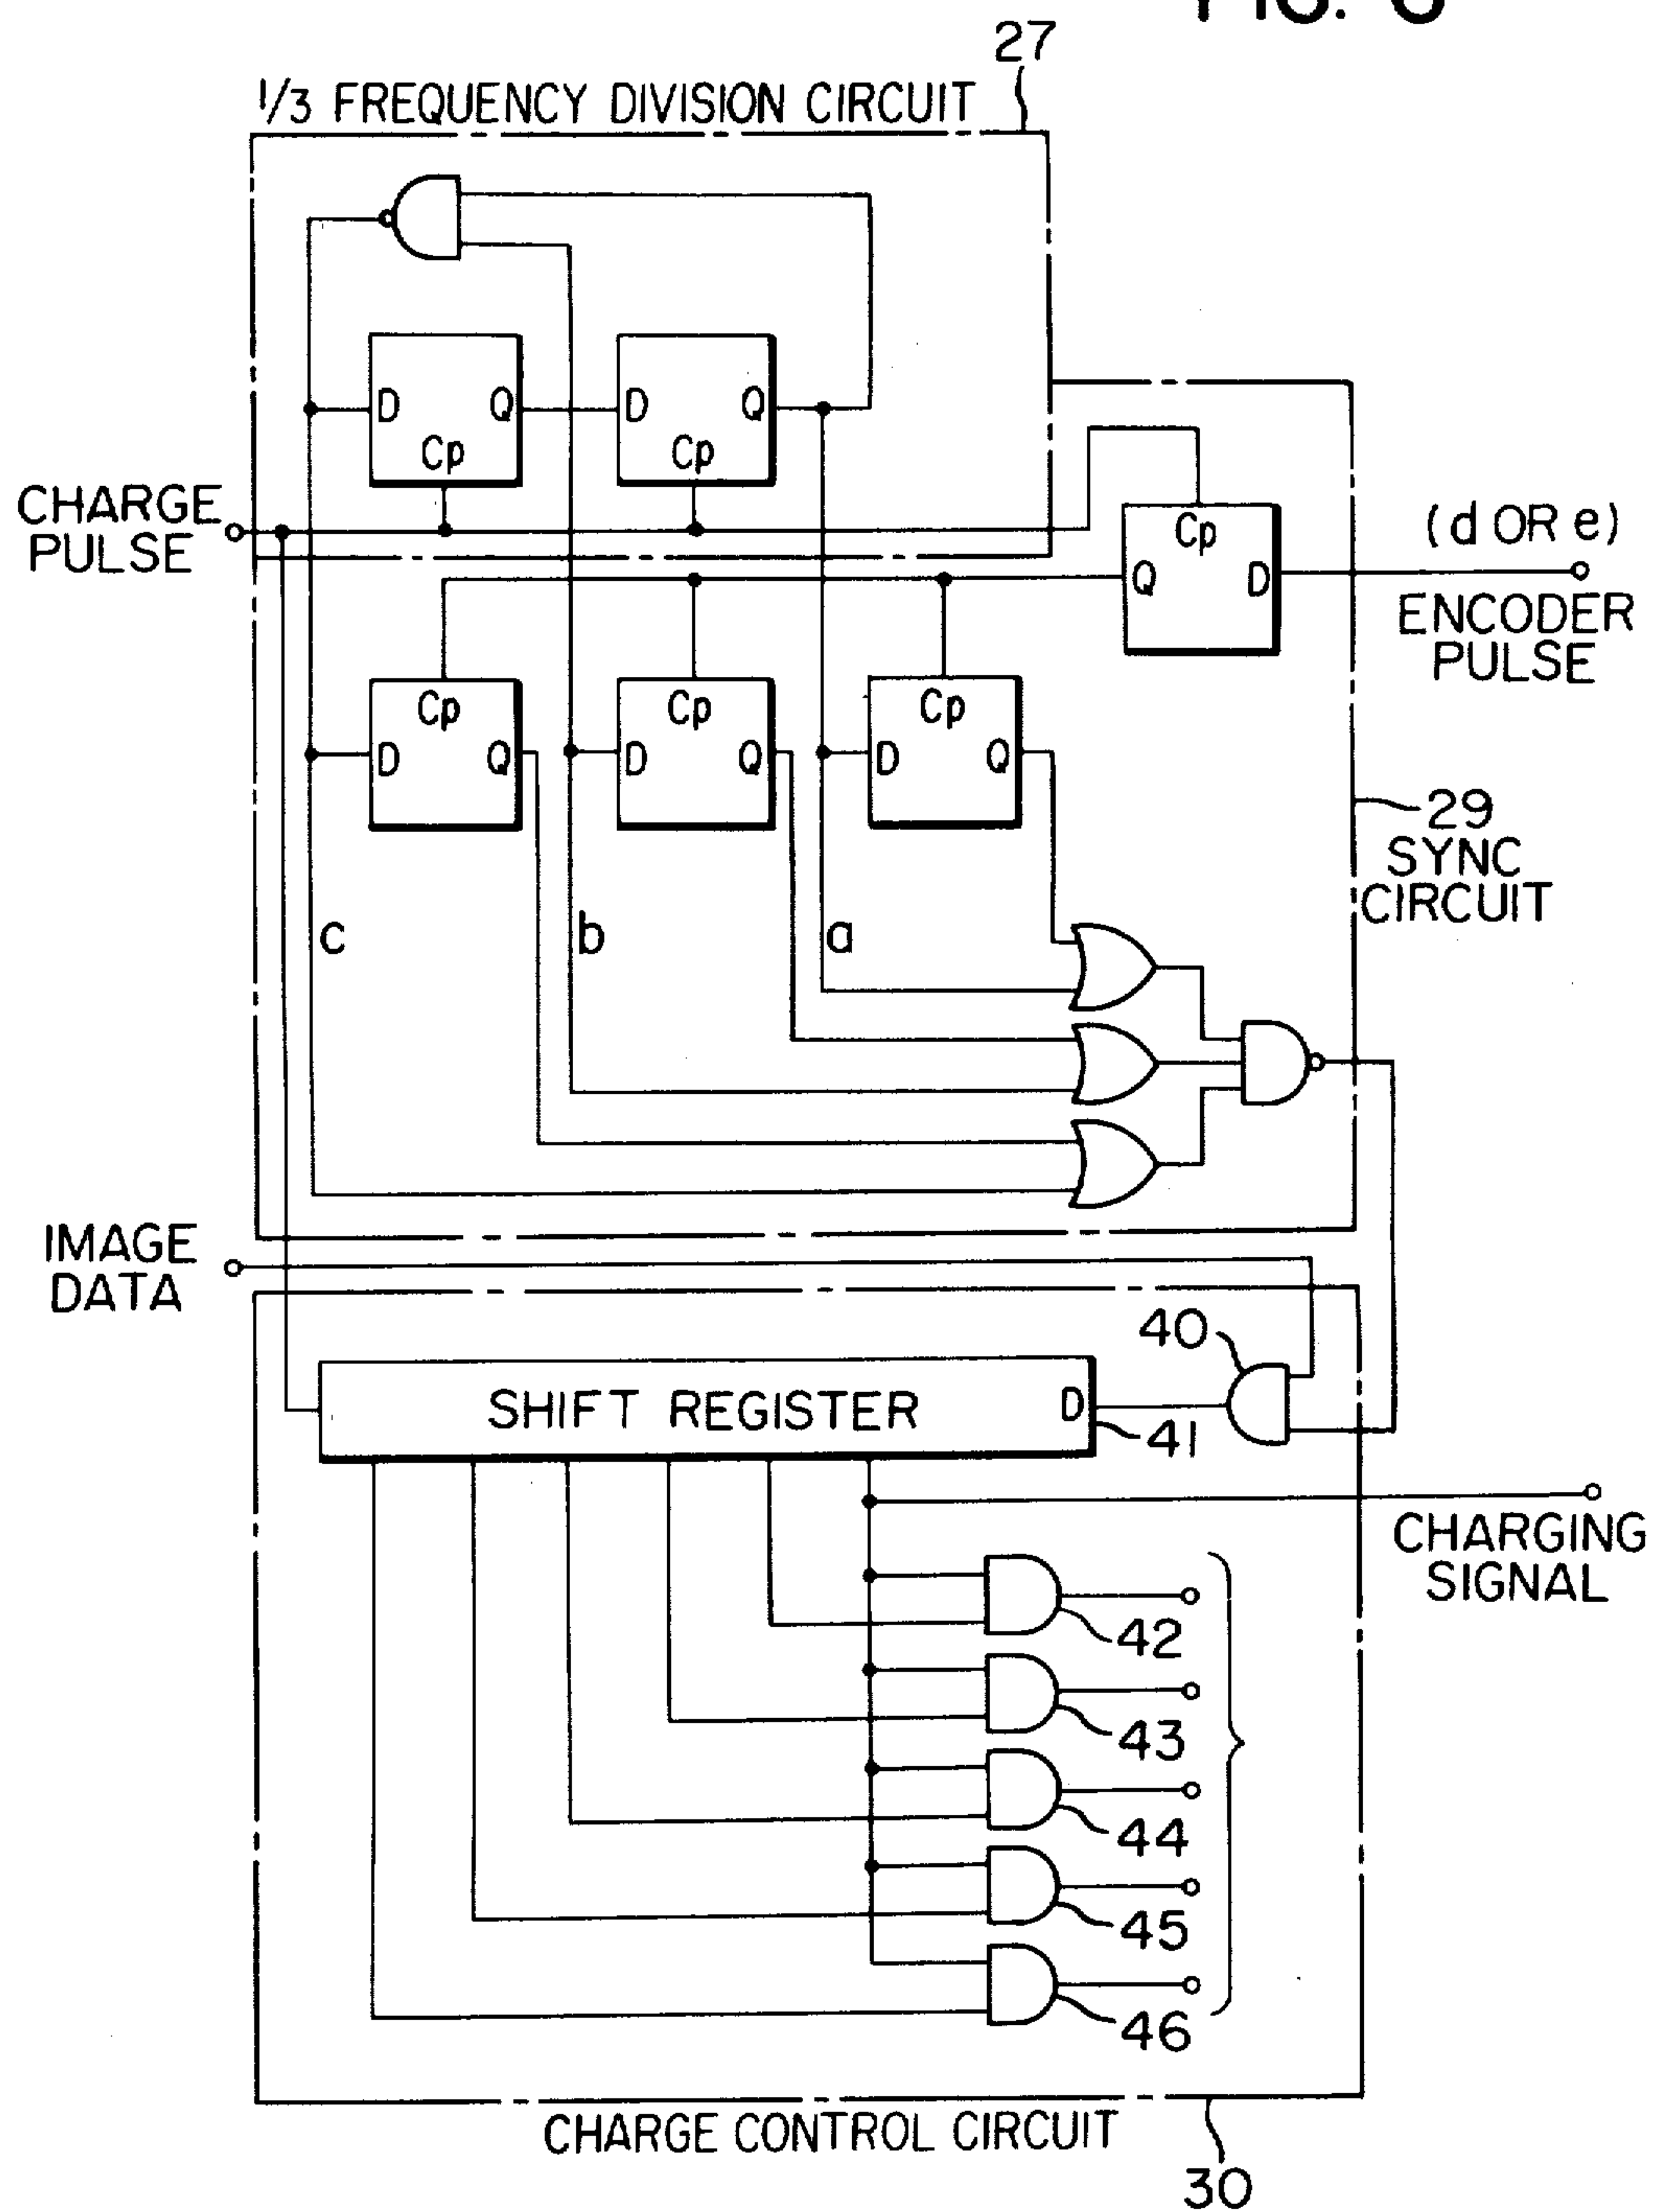 27
1/3 FREQUENCY DIVISION CIRCUIT
D Q
Cp
D Q
Cp
CHARGE
PULSE
Cp
Q D
(d OR e)
ENCODER
PULSE
Cp
D Q
Cp
D Q
Cp
D Q
29
SYNC
CIRCUIT
c
b
a
IMAGE
DATA
40
SHIFT REGISTER
D
41
CHARGING
SIGNAL
42
43
44
45
46
CHARGE CONTROL CIRCUIT
30